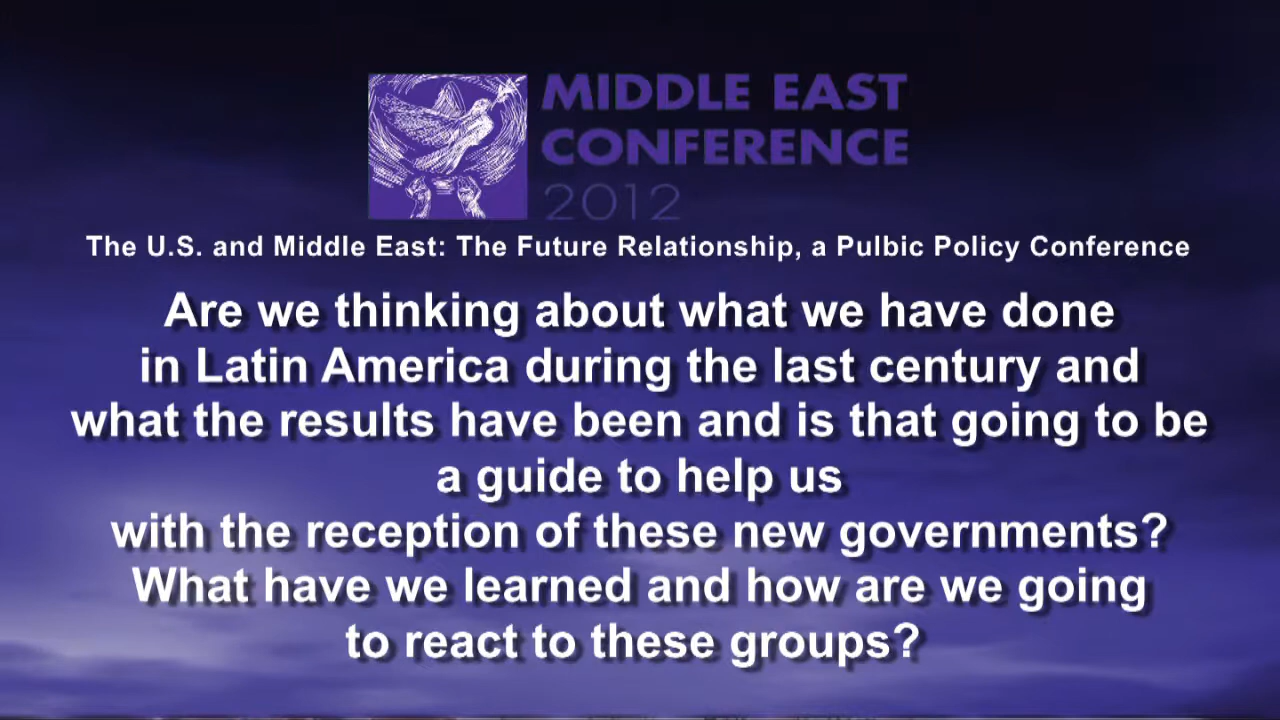 MIDDLE EAST
CONFERENCE
2012
The U.S. and Middle East: The Future Relationship, a Pulbic Policy Conference
Are we thinking about what we have done
in Latin America during the last century and
what the results have been and is that going to be
a guide to help us
with the reception of these new governments?
What have we learned and how are we going
to react to these groups?